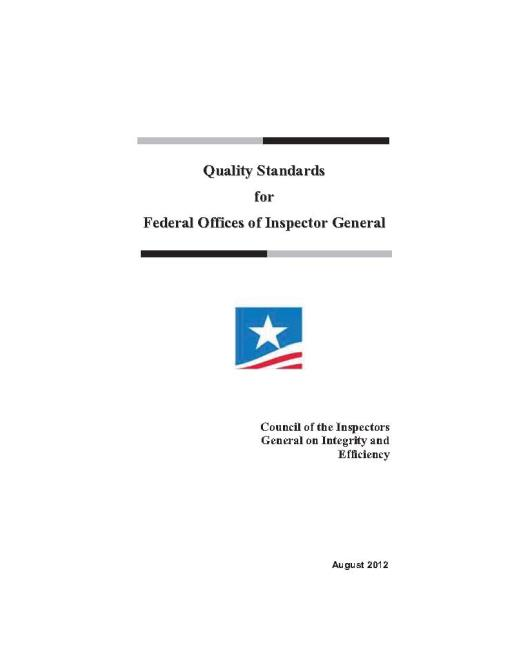 Quality Standards
for
Federal Offices of Inspector General
Council of the Inspectors
General on Integrity and
Efficiency
August 2012